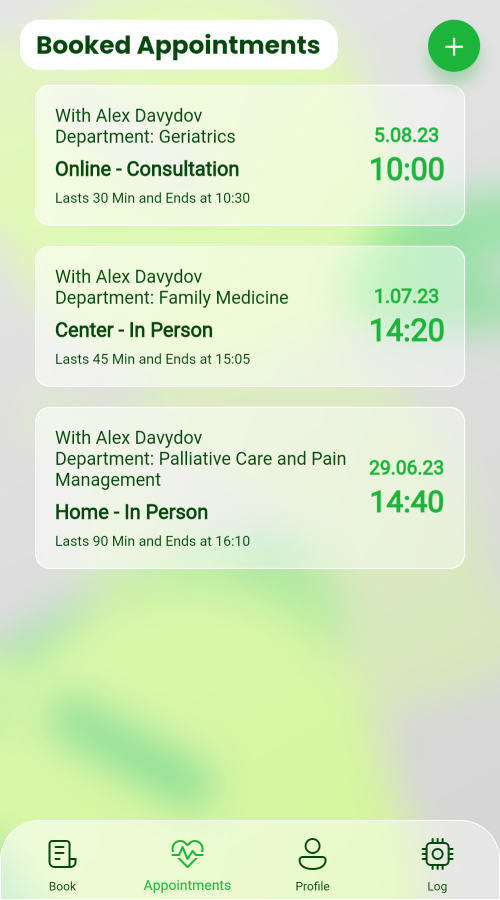 Booked Appointments
With Alex Davydov
Department: Geriatrics
5.08.23
Online - Consultation
10:00
Lasts 30 Min and Ends at 10:30
With Alex Davydov
Department: Family Medicine
1.07.23
Center - In Person
14:20
Lasts 45 Min and Ends at 15:05
With Alex Davydov
Department: Palliative Care and Pain
Management
29.06.23
Home - In Person
14:40
Lasts 90 Min and Ends at 16:10
Book
Appointments
Profile
Log